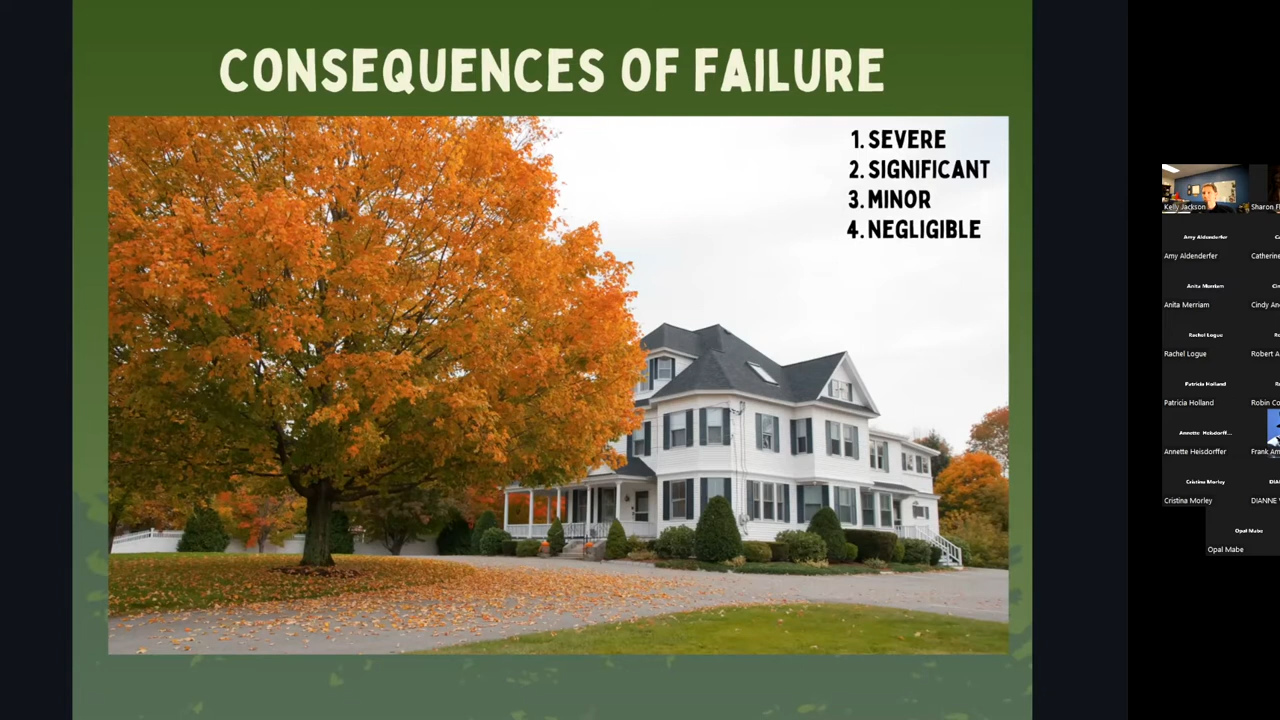 CONSEQUENCES OF FAILURE
1. SEVERE
2. SIGNIFICANT
3. MINOR
4. NEGLIGIBLE
Kelly Jackson
Sharon
Amy Aldenderfer
Amy Aldenderfer
Catherine
Anita Merriam
Anita Merriam
Cindy
Rachel Logue
Rachel Logue
Robert A
Patricia Holland
Patricia Holland
Robin Co
Annette Heisdorff...
Annette Heisdorffer
Frank Am
Cristina Morley
Cristina Morley
DIANNE
Opal Mabe
Opal Mabe